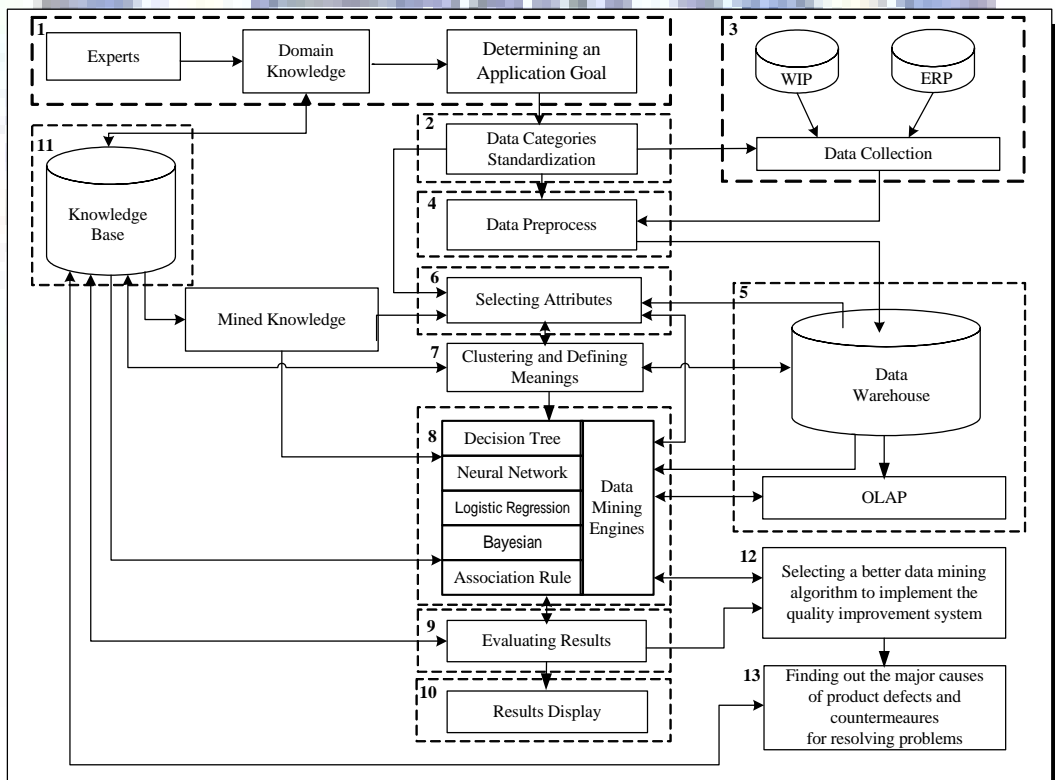 1
Experts
Domain
Knowledge
Determining an
Application Goal
3
WIP
ERP
Data Collection
2
Data Categories
Standardization
11
Knowledge
Base
4
Data Preprocess
6
Selecting Attributes
5
Data
Warehouse
OLAP
Mined Knowledge
7
Clustering and Defining
Meanings
8
Decision Tree
Neural Network
Logistic Regression
Bayesian
Association Rule
Data
Mining
Engines
12
Selecting a better data mining
algorithm to implement the
quality improvement system
9
Evaluating Results
13
Finding out the major causes
of product defects and
countermeaures
for resolving problems
10
Results Display